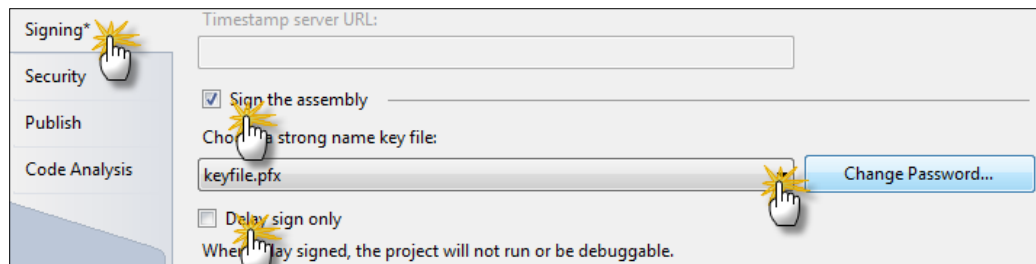 Signing*
Security
Publish
Code Analysis
Timestamp server URL:
Sign the assembly
a strong name key file:
keyfile.pfx
Change Password...
Delay sign only
signed, the project will not run or be debuggable.